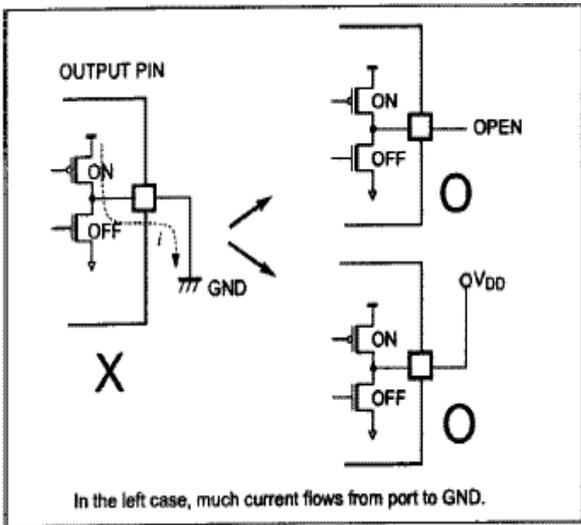 OUTPUT PIN
ON
OFF
i
GND
X
ON
OFF
OPEN
O
VDD
ON
OFF
O
In the left case, much current flows from port to GND.